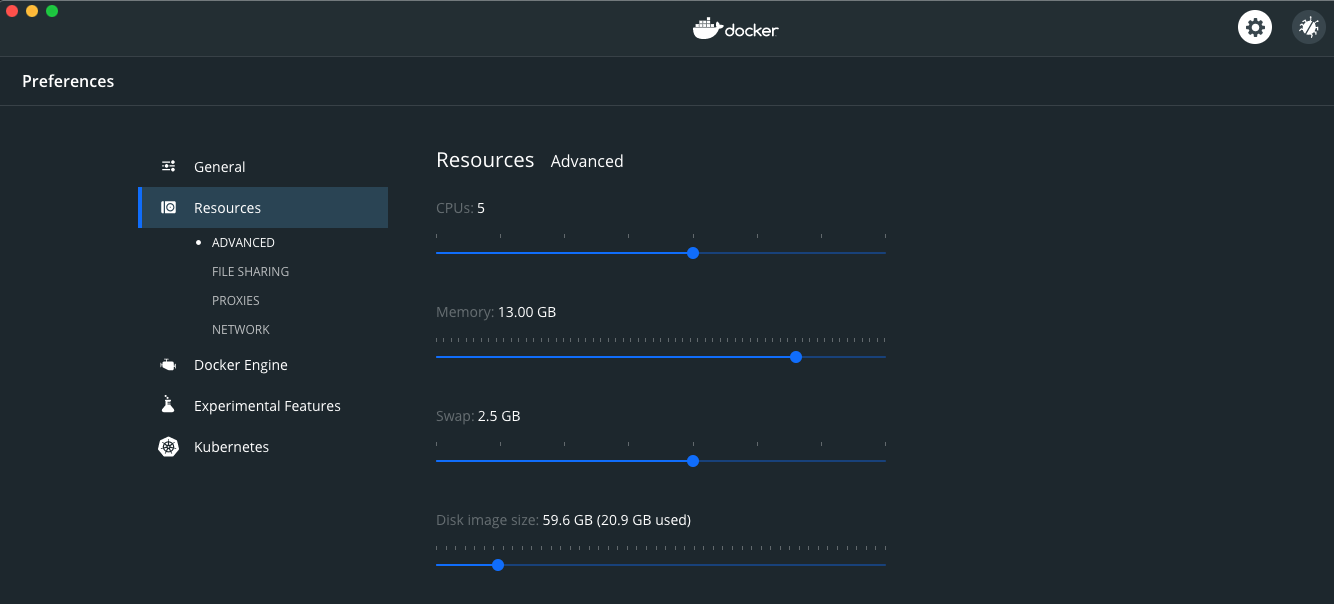 docker
Preferences
General
Resources
ADVANCED
FILE SHARING
PROXIES
NETWORK
Docker Engine
Experimental Features
Kubernetes
Resources Advanced
CPUs: 5
Memory: 13.00 GB
Swap: 2.5 GB
Disk image size: 59.6 GB (20.9 GB used)